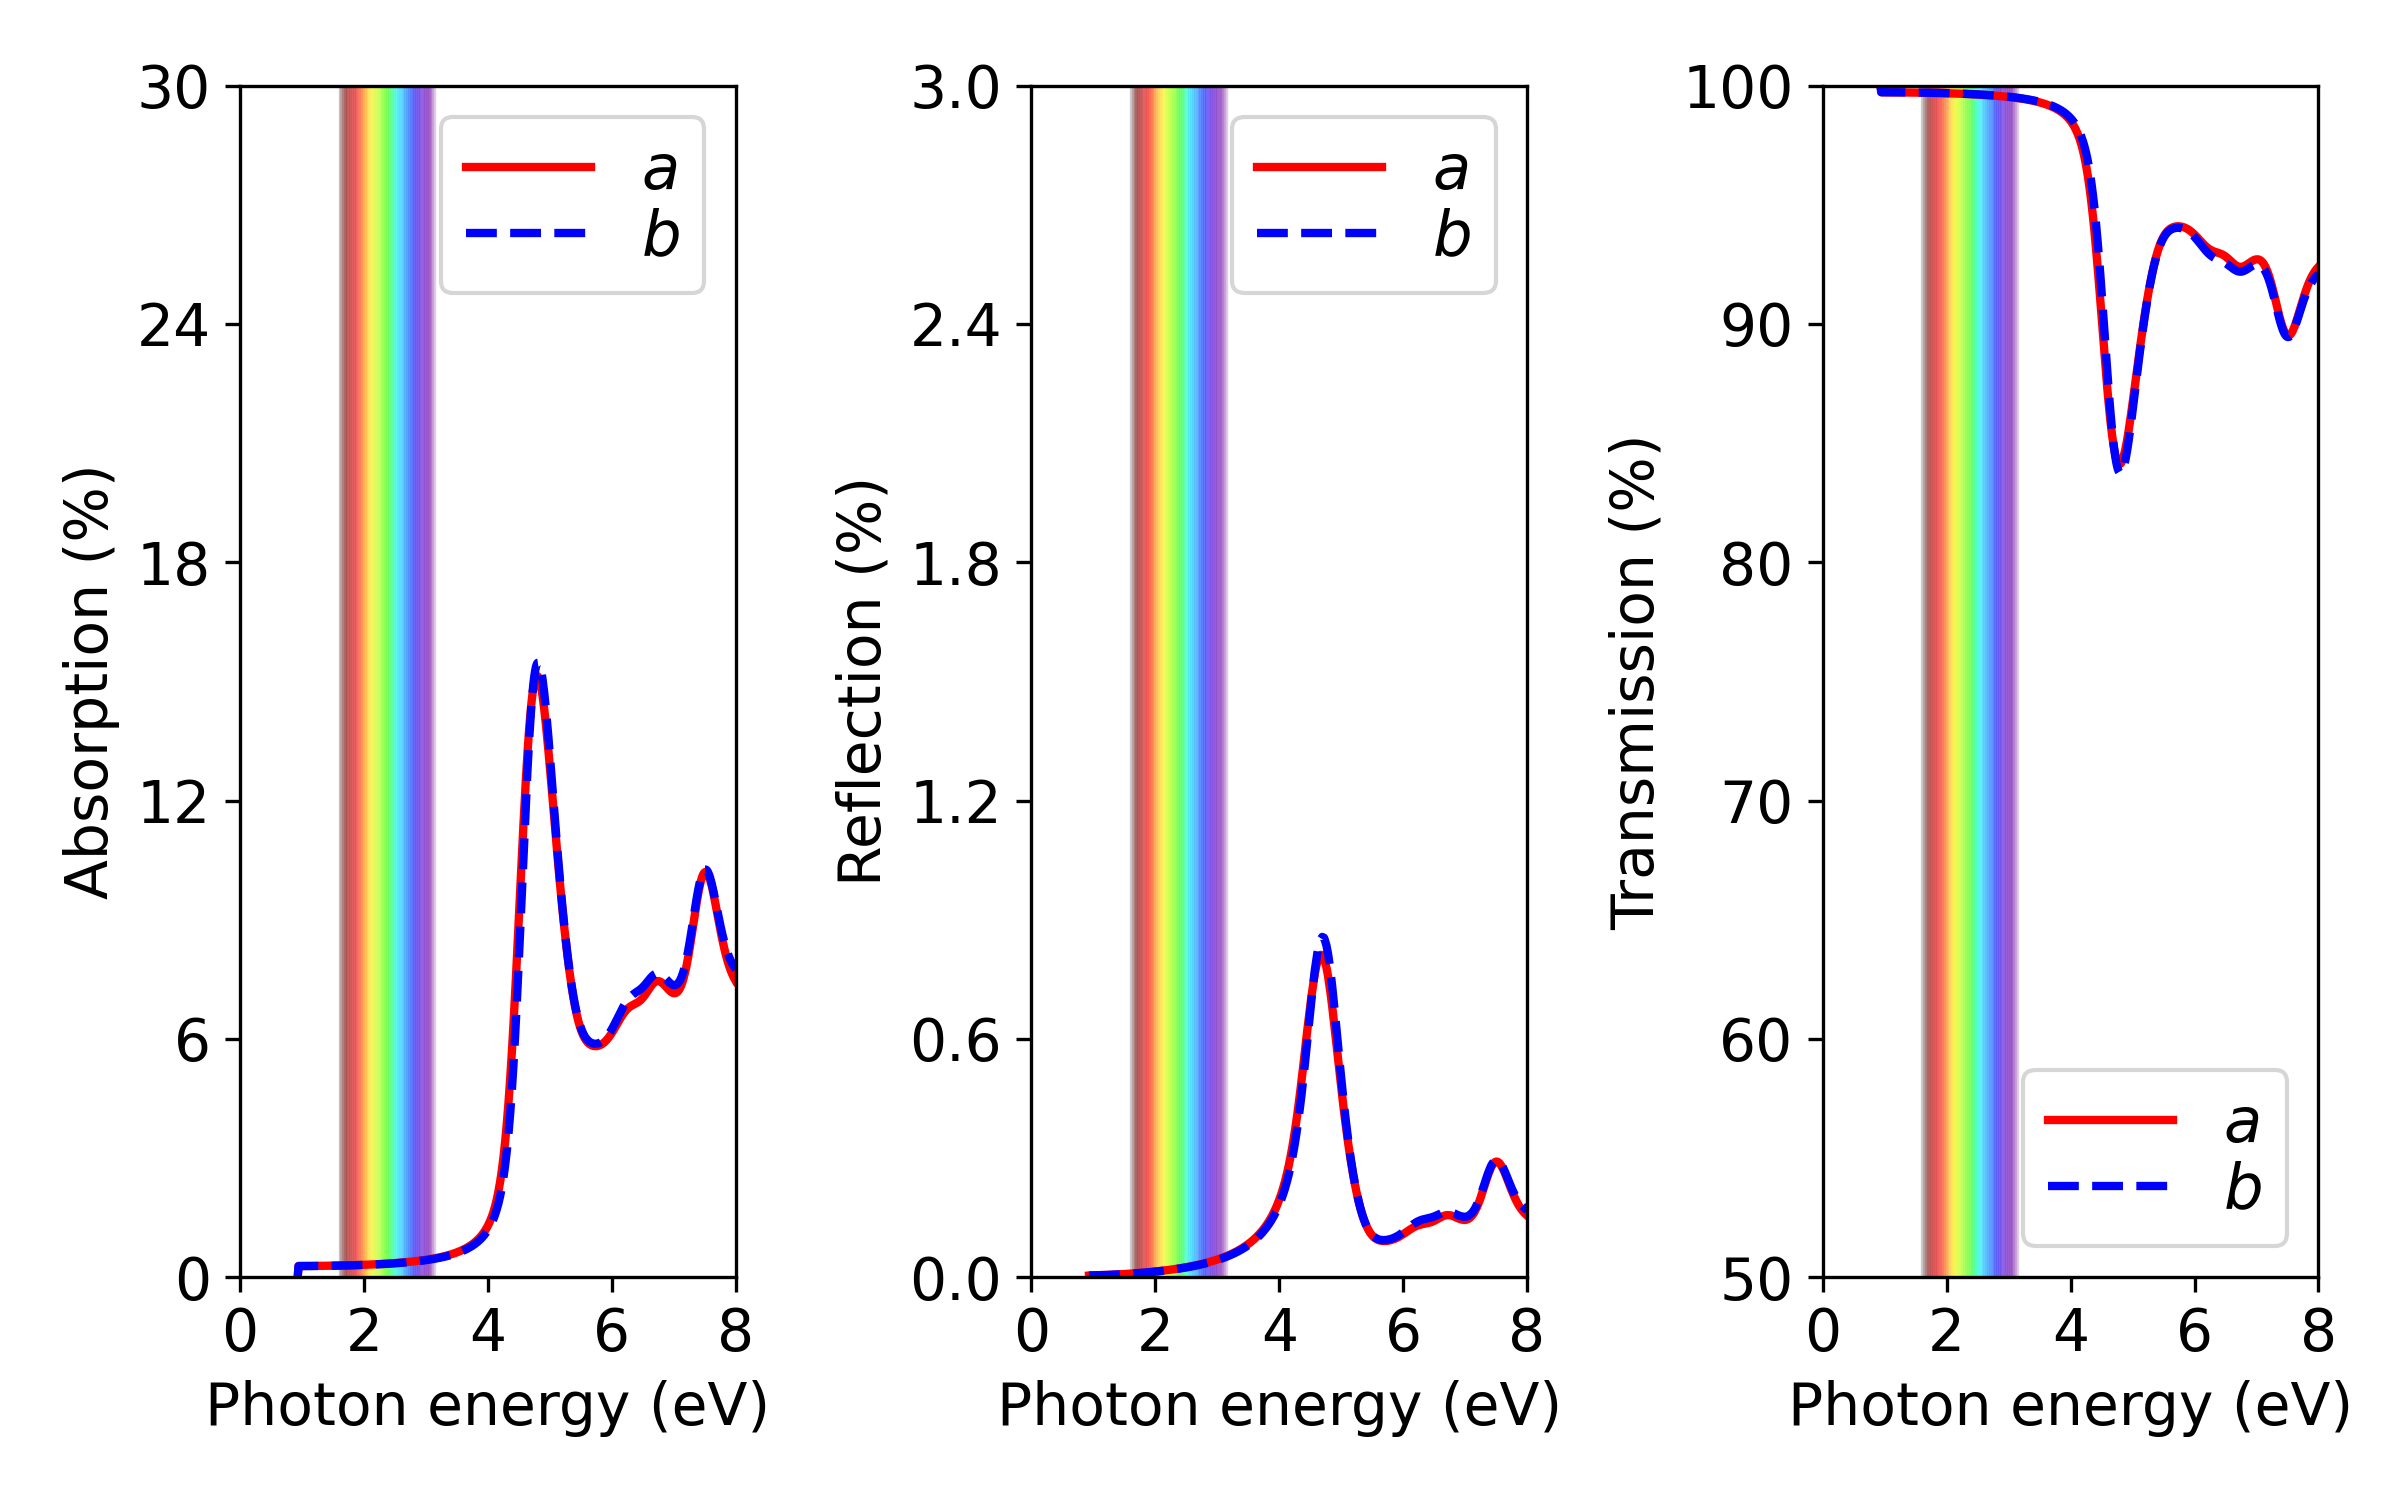 30
24
18
12
6
0
0 2 4 6 8
Absorption (%)
Photon energy (eV)
a
b
3.0
2.4
1.8
1.2
0.6
0.0
0 2 4 6 8
Reflection (%)
Photon energy (eV)
a
b
100
90
80
70
60
50
0 2 4 6 8
Transmission (%)
Photon energy (eV)
a
b